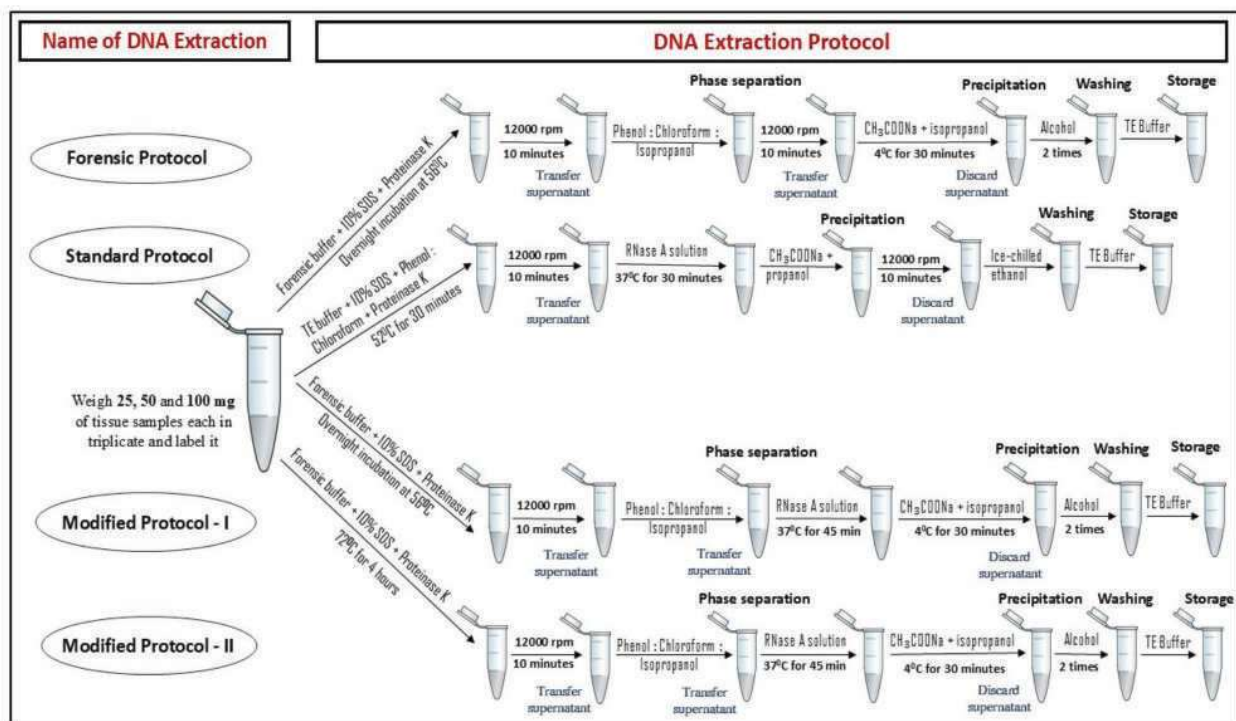 Name of DNA Extraction
DNA Extraction Protocol
Forensic Protocol
Forensic buffer + 10% SDS + Proteinase K
Overnight incubation at 56⁰C
12000 rpm
10 minutes
Transfer
supernatant
Phenol : Chloroform :
Isopropanol
Phase separation
12000 rpm
10 minutes
Transfer
supernatant
CH₃COONa + isopropanol
4⁰C for 30 minutes
Precipitation
Discard
supernatant
Alcohol
2 times
Washing
TE Buffer
Storage
Standard Protocol
TE buffer + 10% SDS + Phenol :
Chloroform + Proteinase K
52⁰C for 30 minutes
12000 rpm
10 minutes
Transfer
supernatant
RNase A solution
37⁰C for 30 minutes
CH₃COONa +
propanol
Precipitation
12000 rpm
10 minutes
Discard
supernatant
Ice-chilled
ethanol
Washing
TE Buffer
Storage
Weigh 25, 50 and 100 mg
of tissue samples each in
triplicate and label it
Modified Protocol - I
Forensic buffer + 10% SDS + Proteinase K
Overnight incubation at 56⁰C
12000 rpm
10 minutes
Transfer
supernatant
Phenol : Chloroform :
Isopropanol
Phase separation
Transfer
supernatant
RNase A solution
37⁰C for 45 min
CH₃COONa + isopropanol
4⁰C for 30 minutes
Precipitation
Discard
supernatant
Alcohol
2 times
Washing
TE Buffer
Storage
Modified Protocol - II
Forensic buffer + 10% SDS + Proteinase K
72⁰C for 4 hours
12000 rpm
10 minutes
Transfer
supernatant
Phenol : Chloroform :
Isopropanol
Phase separation
Transfer
supernatant
RNase A solution
37⁰C for 45 min
CH₃COONa + isopropanol
4⁰C for 30 minutes
Precipitation
Discard
supernatant
Alcohol
2 times
Washing
TE Buffer
Storage